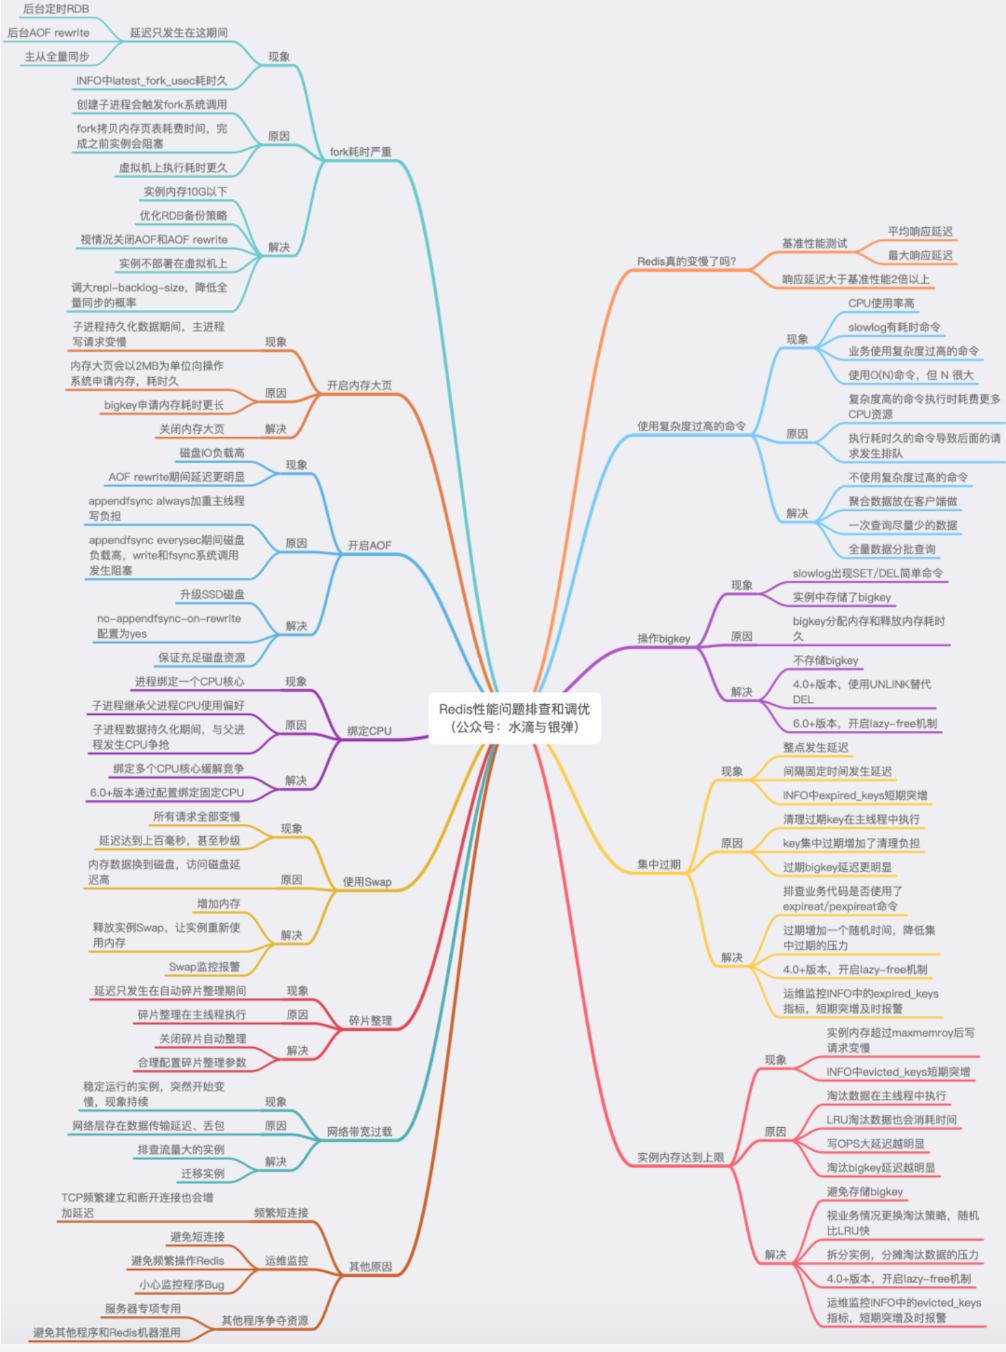 Redis性能问题排查和调优
（公众号：水滴与银弹）
Redis真的变慢了吗?
基准性能测试
平均响应延迟
最大响应延迟
响应延迟大于基准性能2倍以上
使用复杂度过高的命令
现象
CPU使用率高
slowlog有耗时命令
业务使用复杂度过高的命令
使用O(N)命令，但 N 很大
原因
复杂度高的命令执行时耗费更多
CPU资源
执行耗时久的命令导致后面的请
求发生排队
解决
不使用复杂度过高的命令
聚合数据放在客户端做
一次查询尽量少的数据
全量数据分批查询
操作bigkey
现象
slowlog出现SET/DEL简单命令
实例中存储了bigkey
原因
bigkey分配内存和释放内存耗时
久
解决
不存储bigkey
4.0+版本，使用UNLINK替代
DEL
6.0+版本，开启lazy-free机制
集中过期
现象
整点发生延迟
间隔固定时间发生延迟
INFO中expired_keys短期突增
原因
清理过期key在主线程中执行
key集中过期增加了清理负担
过期bigkey延迟更明显
解决
排查业务代码是否使用了
expireat/pexpireat命令
过期增加一个随机时间，降低集
中过期的压力
4.0+版本，开启lazy-free机制
运维监控INFO中的expired_keys
指标，短期突增及时报警
实例内存达到上限
现象
实例内存超过maxmemroy后写
请求变慢
INFO中evicted_keys短期突增
原因
淘汰数据在主线程中执行
LRU淘汰数据也会消耗时间
写OPS大延迟越明显
淘汰bigkey延迟越明显
解决
避免存储bigkey
视业务情况更换淘汰策略，随机
比LRU快
拆分实例，分摊淘汰数据的压力
4.0+版本，开启lazy-free机制
运维监控INFO中的evicted_keys
指标，短期突增及时报警
fork耗时严重
现象
延迟只发生在这期间
后台定时RDB
后台AOF rewrite
主从全量同步
INFO中latest_fork_usec耗时久
原因
创建子进程会触发fork系统调用
fork拷贝内存页表耗费时间，完
成之前实例会阻塞
虚拟机上执行耗时更久
解决
实例内存10G以下
优化RDB备份策略
视情况关闭AOF和AOF rewrite
实例不部署在虚拟机上
调大repl-backlog-size，降低全
量同步的概率
开启内存大页
现象
子进程持久化数据期间，主进程
写请求变慢
原因
内存大页会以2MB为单位向操作
系统申请内存，耗时久
bigkey申请内存耗时更长
解决
关闭内存大页
开启AOF
现象
磁盘IO负载高
AOF rewrite期间延迟更明显
原因
appendfsync always加重主线程
写负担
appendfsync everysec期间磁盘
负载高，write和fsync系统调用
发生阻塞
解决
升级SSD磁盘
no-appendfsync-on-rewrite
配置为yes
保证充足磁盘资源
绑定CPU
现象
进程绑定一个CPU核心
原因
子进程继承父进程CPU使用偏好
子进程数据持久化期间，与父进
程发生CPU争抢
解决
绑定多个CPU核心缓解竞争
6.0+版本通过配置绑定固定CPU
使用Swap
现象
所有请求全部变慢
延迟达到上百毫秒，甚至秒级
原因
内存数据换到磁盘，访问磁盘延
迟高
解决
增加内存
释放实例Swap，让实例重新使
用内存
Swap监控报警
碎片整理
现象
延迟只发生在自动碎片整理期间
原因
碎片整理在主线程执行
解决
关闭碎片自动整理
合理配置碎片整理参数
网络带宽过载
现象
稳定运行的实例，突然开始变
慢，现象持续
原因
网络层存在数据传输延迟、丢包
解决
排查流量大的实例
迁移实例
其他原因
频繁短连接
TCP频繁建立和断开连接也会增
加延迟
运维监控
避免短连接
避免频繁操作Redis
小心监控程序Bug
其他程序争夺资源
服务器专项专用
避免其他程序和Redis机器混用